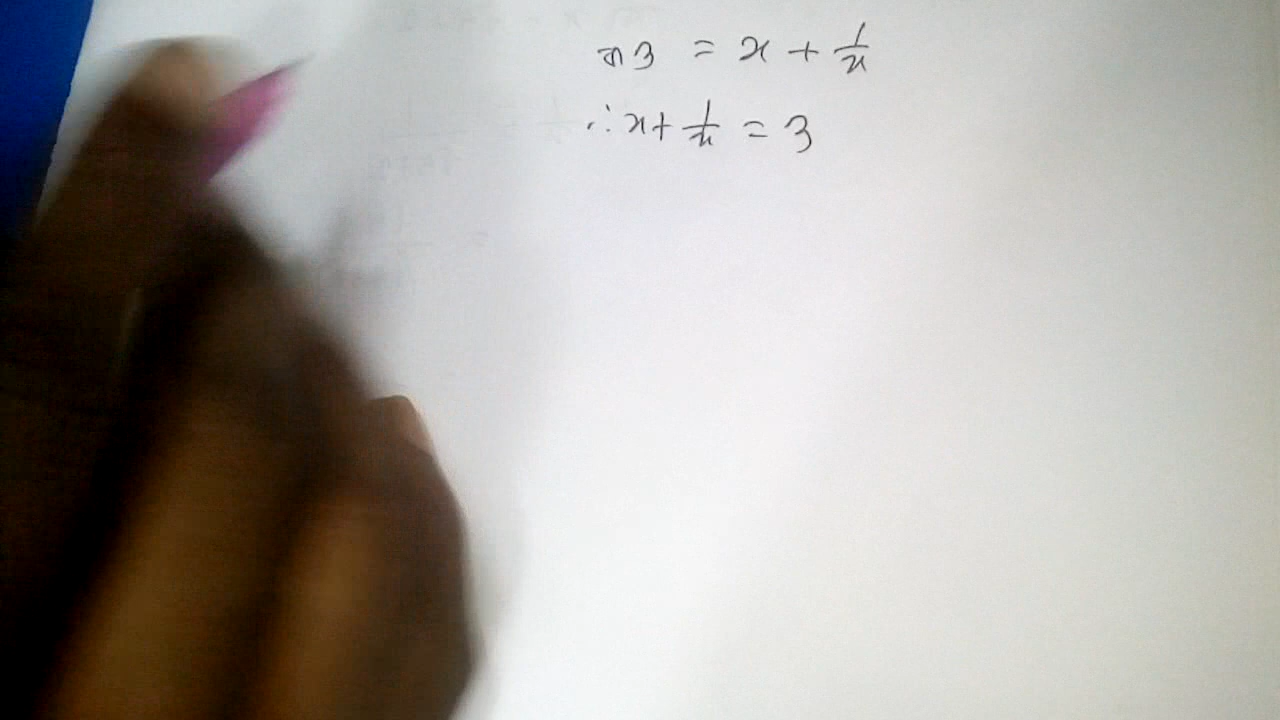 বা 3 = x + 1/x
∴ x + 1/x = 3